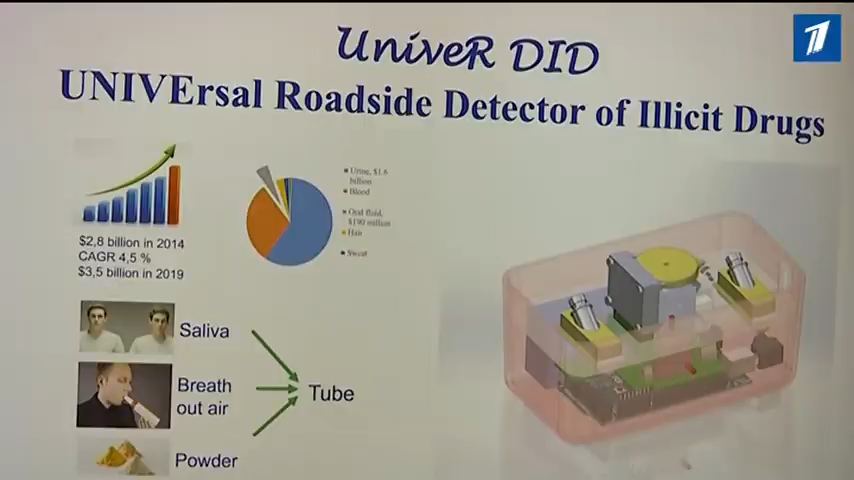 UniveR DID
UNIVErsal Roadside Detector of Illicit Drugs
$2,8 billion in 2014
CAGR 4,5 %
$3,5 billion in 2019
Urine, $1.6
billion
Blood
Oral fluid,
$190 million
Hair
Sweat
Saliva
Breath
out air
Powder
Tube